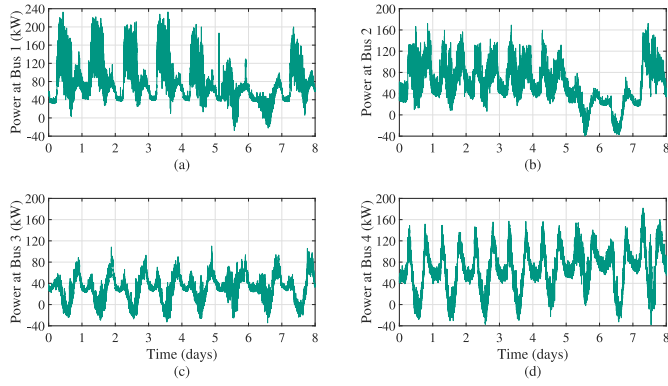 240
200
160
120
80
40
0
-40
Power at Bus 1 (kW)
0 1 2 3 4 5 6 7 8
(a)
200
160
120
80
40
0
-40
Power at Bus 2
0 1 2 3 4 5 6 7 8
(b)
200
160
120
80
40
0
-40
Power at Bus 3 (kW)
0 1 2 3 4 5 6 7 8
Time (days)
(c)
200
160
120
80
40
0
-40
Power at Bus 4 (kW)
0 1 2 3 4 5 6 7 8
Time (days)
(d)